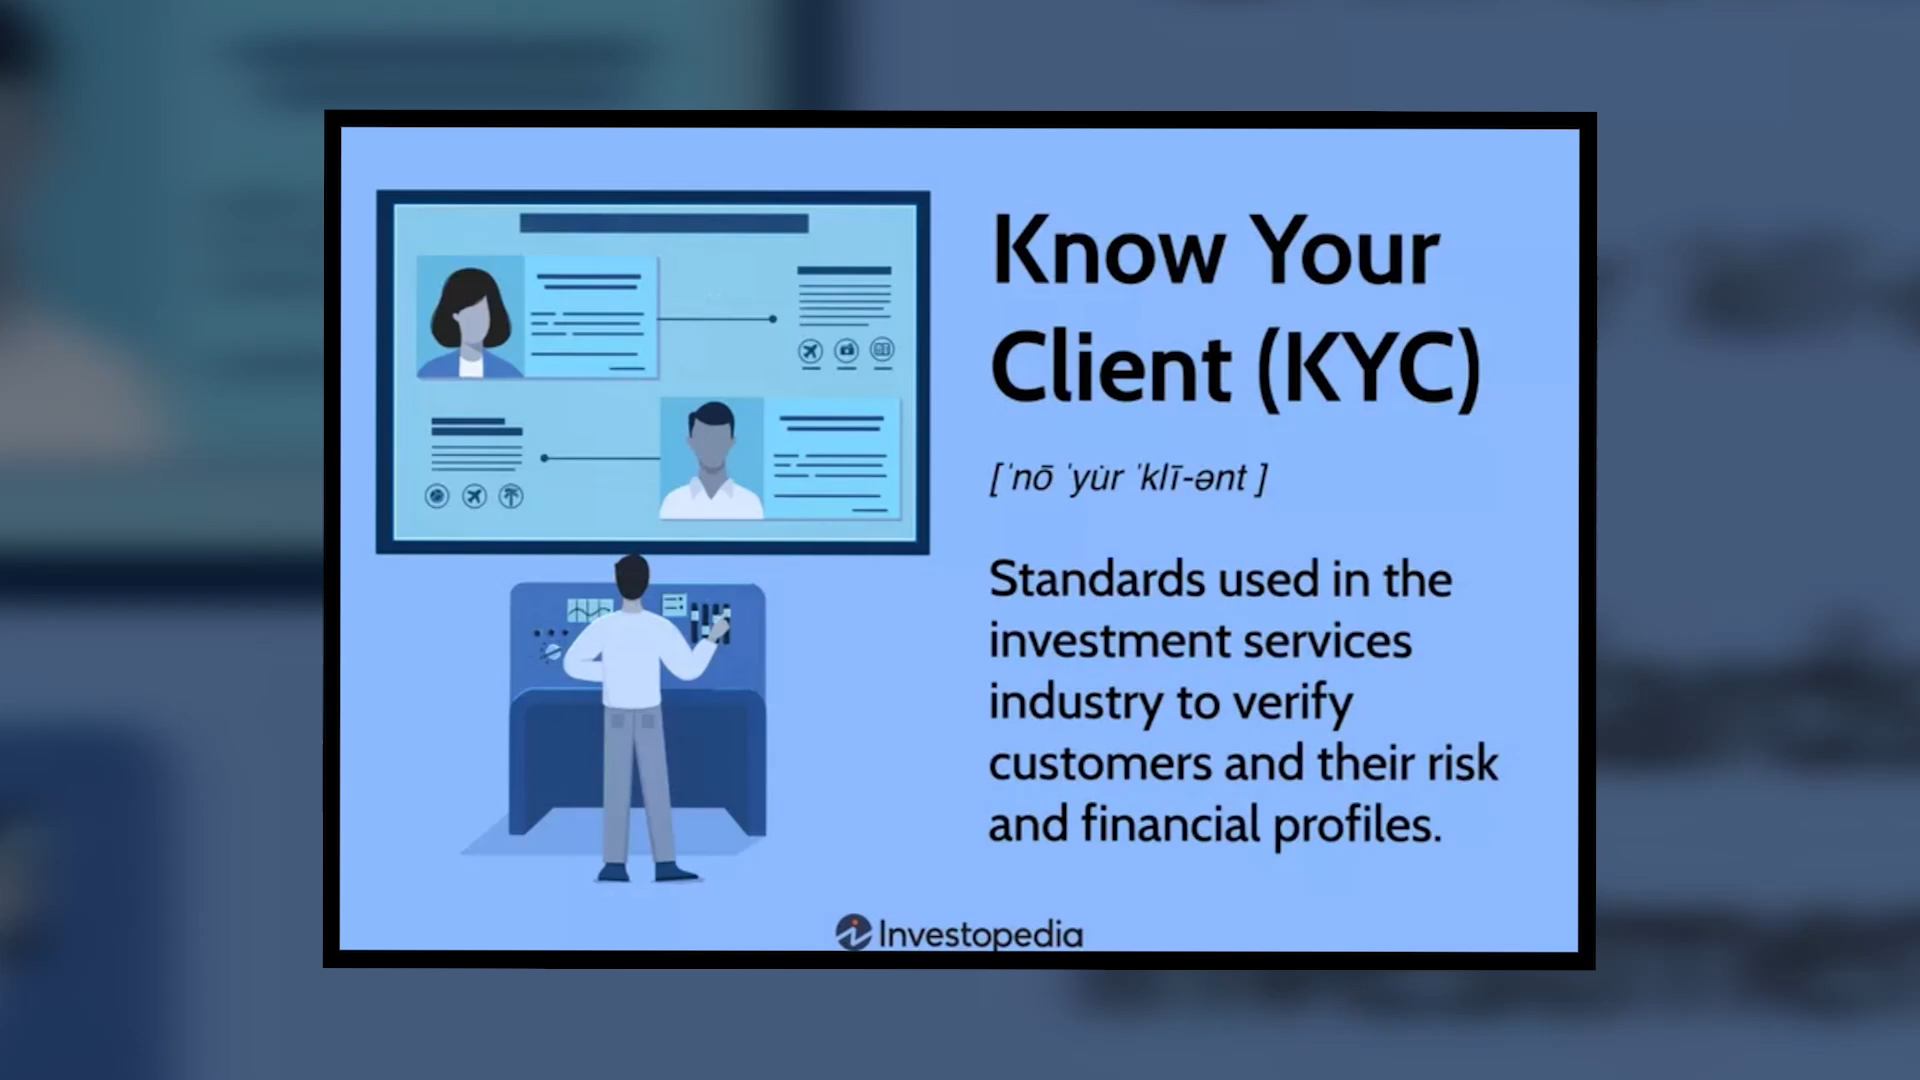 Know Your
Client (KYC)
[ˈnō ˈyu̇r ˈklī-ənt ]
Standards used in the
investment services
industry to verify
customers and their risk
and financial profiles.
Investopedia